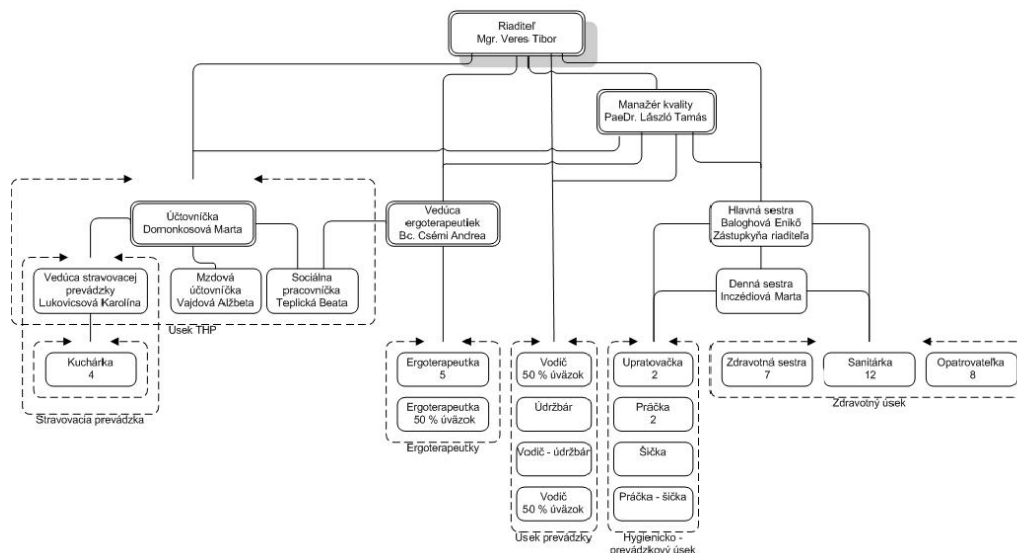 Riaditeľ
Mgr. Veres Tibor
Manažér kvality
PaeDr. László Tamás
Účtovníčka
Domonkosová Marta
Vedúca
ergoterapeutiek
Bc. Csémi Andrea
Hlavná sestra
Baloghová Enikő
Zástupkyňa riaditeľa
Vedúca stravovacej
prevádzky
Lukovicsová Karolína
Mzdová
účtovníčka
Vajdová Alžbeta
Sociálna
pracovníčka
Teplická Beata
Denná sestra
Inczédiová Marta
Úsek THP
Kuchárka
4
Stravovacia prevádzka
Ergoterapeutka
5
Ergoterapeutka
50 % úväzok
Ergoterapeutky
Vodič
50 % úväzok
Údržbár
Vodič - údržbár
Vodič
50 % úväzok
Úsek prevádzky
Upratovačka
2
Práčka
2
Šička
Práčka - šička
Hygienicko -
prevádzkový úsek
Zdravotná sestra
7
Sanitárka
12
Opatrovateľka
8
Zdravotný úsek